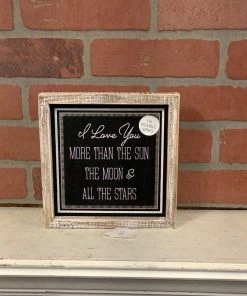 I Love You
MORE THAN THE SUN
THE MOON &
ALL THE STARS